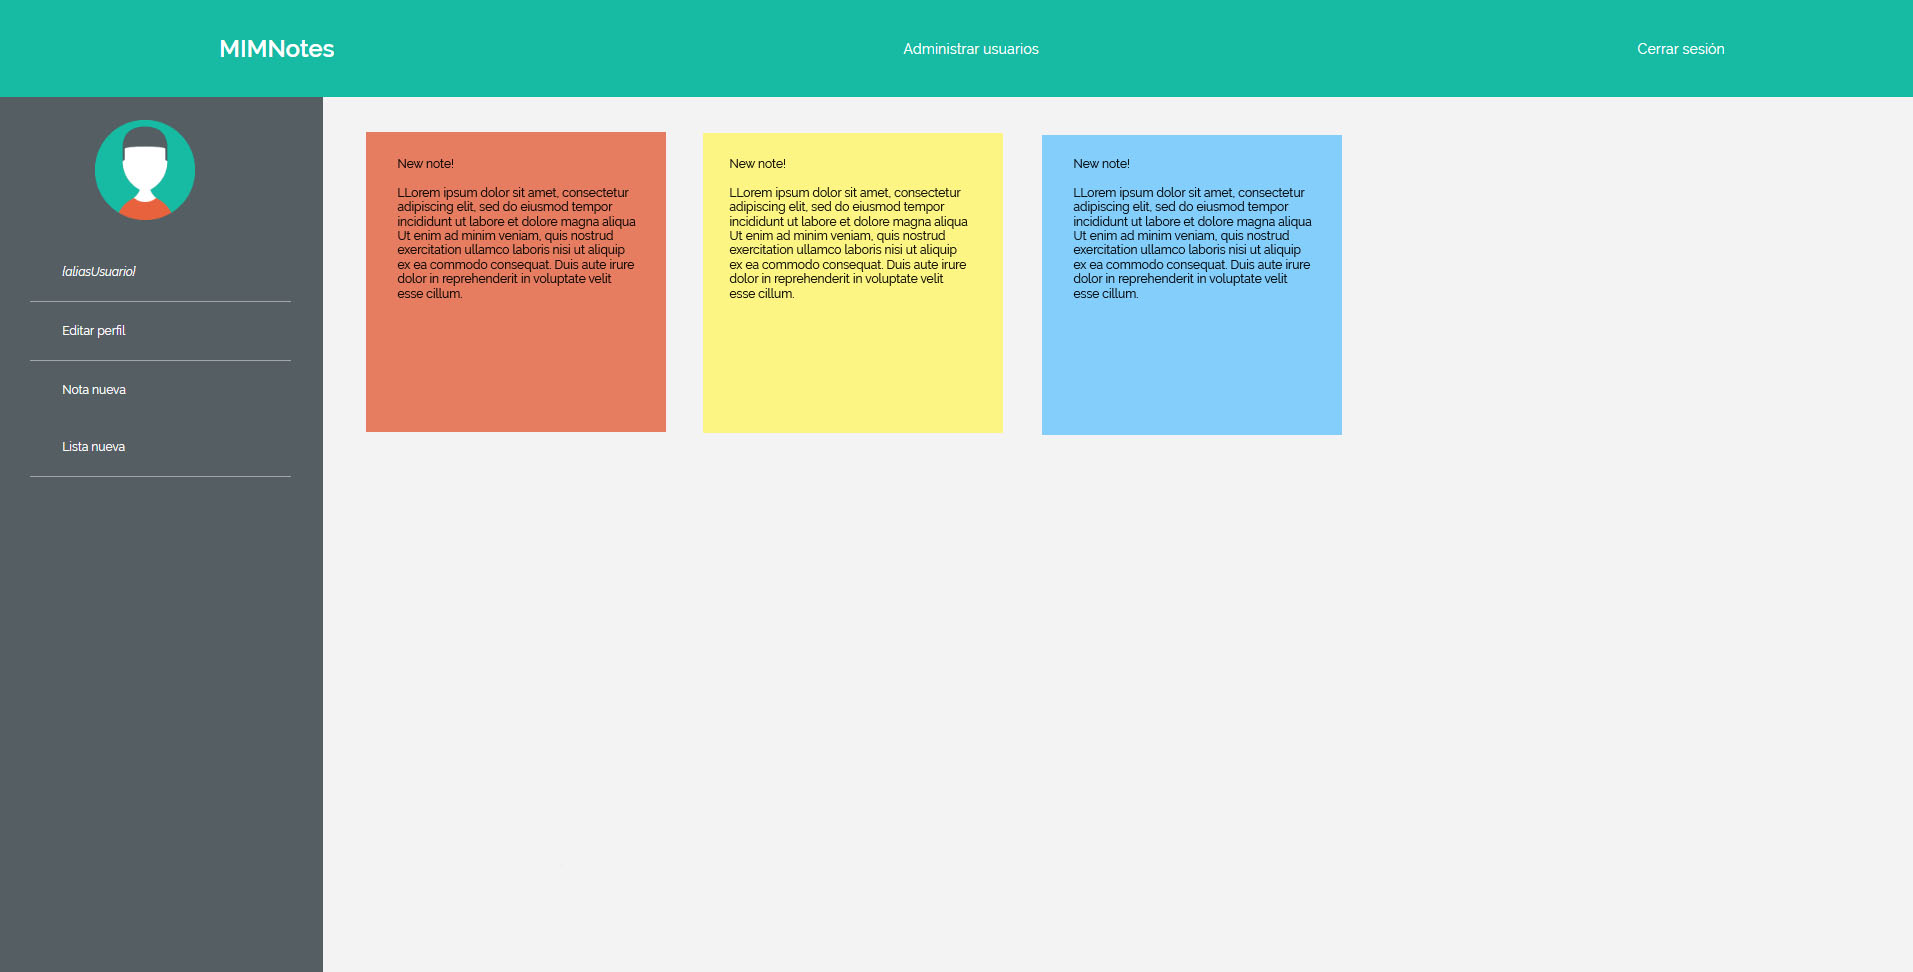 MIMNotes
Administrar usuarios
Cerrar sesión
[aliasUsuario]
Editar perfil
Nota nueva
Lista nueva
New note!
LLorem ipsum dolor sit amet, consectetur
adipiscing elit, sed do eiusmod tempor
incididunt ut labore et dolore magna aliqua
Ut enim ad minim veniam, quis nostrud
exercitation ullamco laboris nisi ut aliquip
ex ea commodo consequat. Duis aute irure
dolor in reprehenderit in voluptate velit
esse cillum.
New note!
LLorem ipsum dolor sit amet, consectetur
adipiscing elit, sed do eiusmod tempor
incididunt ut labore et dolore magna aliqua
Ut enim ad minim veniam, quis nostrud
exercitation ullamco laboris nisi ut aliquip
ex ea commodo consequat. Duis aute irure
dolor in reprehenderit in voluptate velit
esse cillum.
New note!
LLorem ipsum dolor sit amet, consectetur
adipiscing elit, sed do eiusmod tempor
incididunt ut labore et dolore magna aliqua
Ut enim ad minim veniam, quis nostrud
exercitation ullamco laboris nisi ut aliquip
ex ea commodo consequat. Duis aute irure
dolor in reprehenderit in voluptate velit
esse cillum.